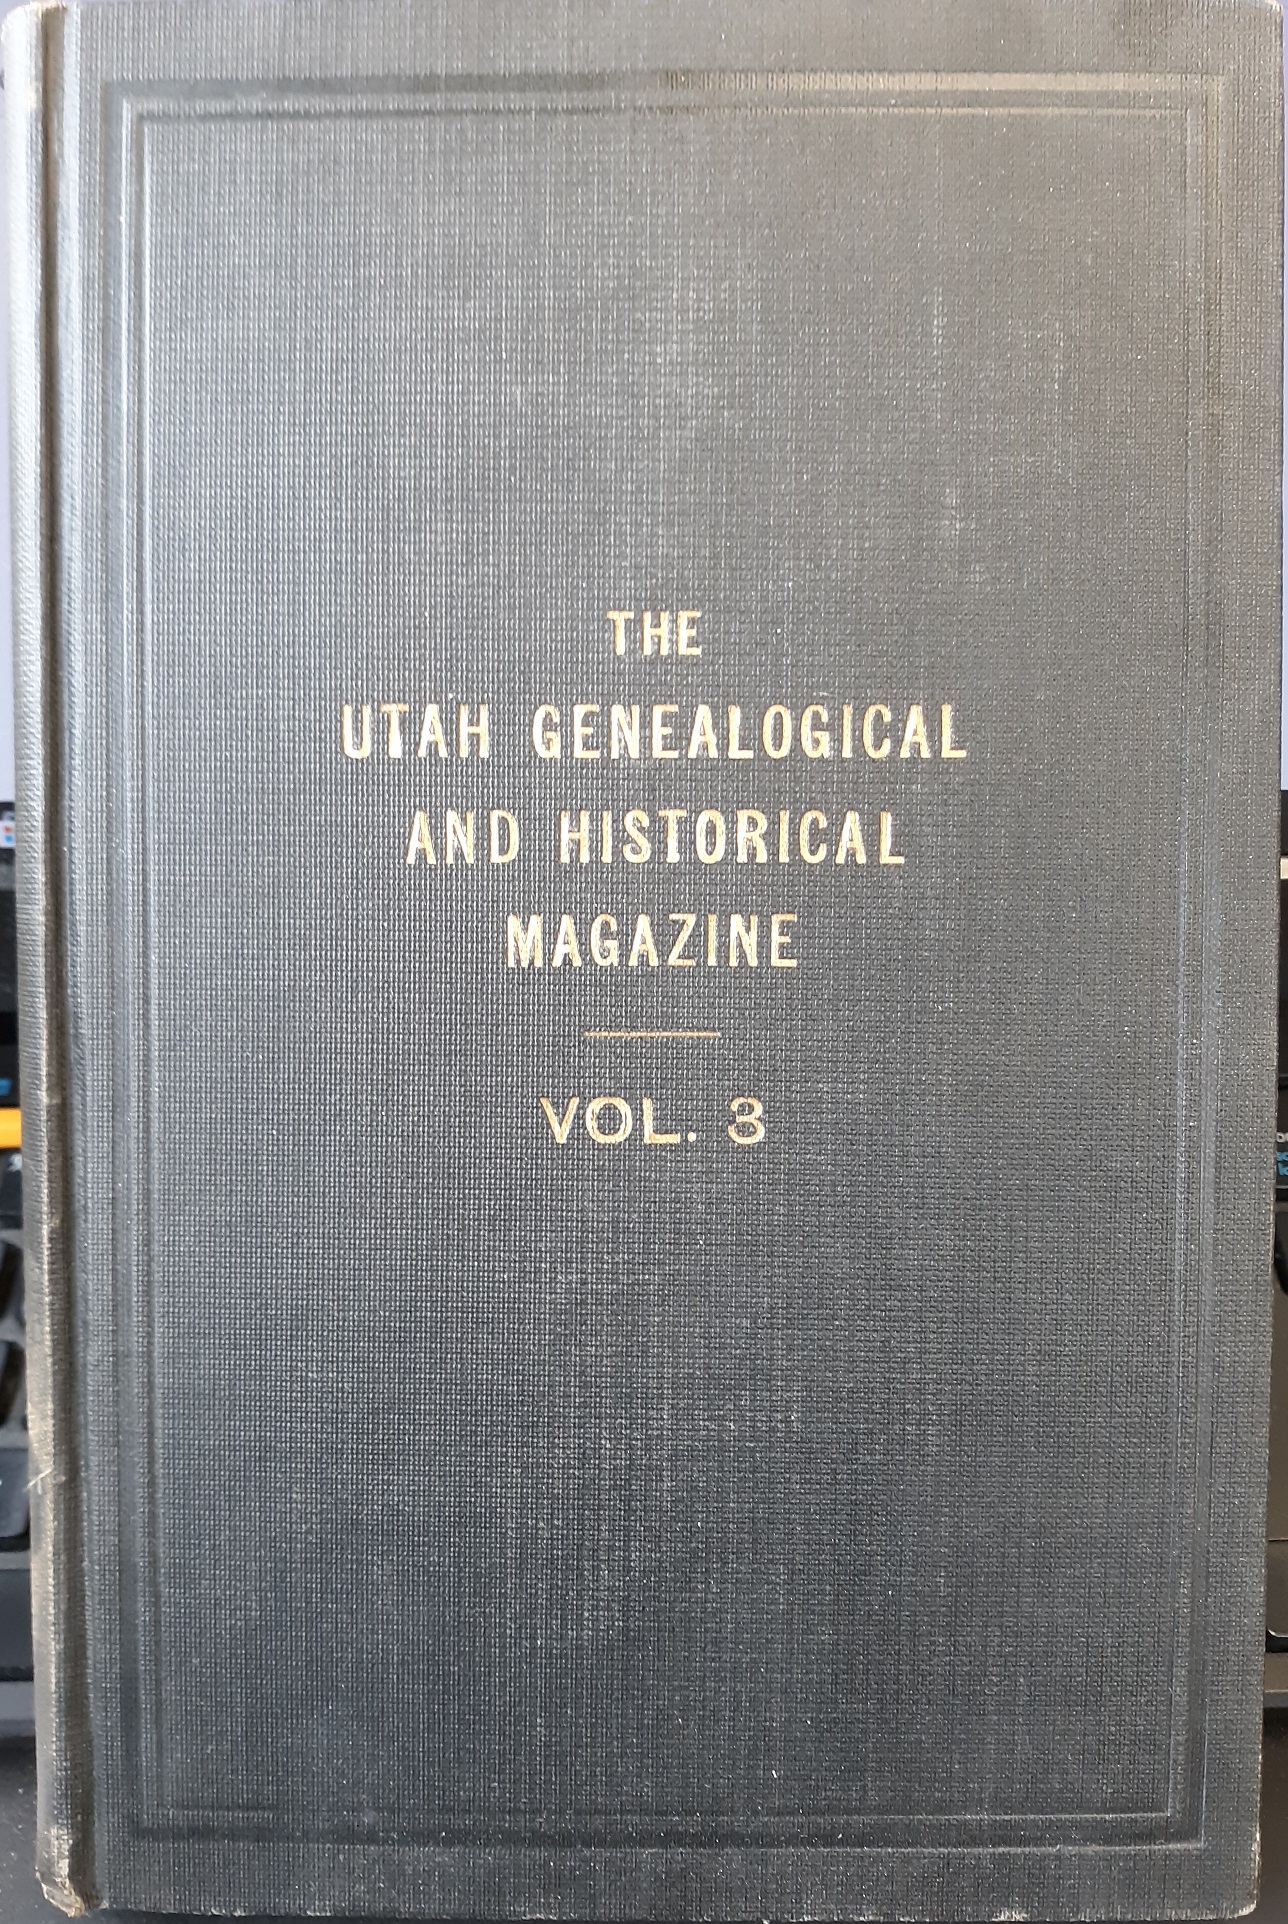 THE
UTAH GENEALOGICAL
AND HISTORICAL
MAGAZINE
VOL. 3